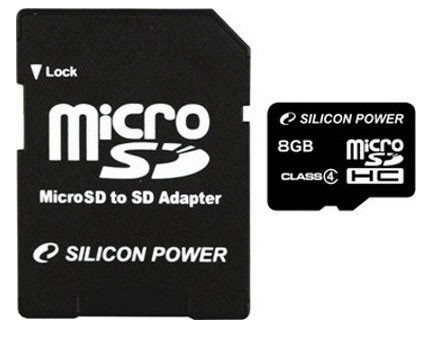 Lock
micro
SD
MicroSD to SD Adapter
SILICON POWER
SILICON POWER
8GB
micro
SD
CLASS 4
HC